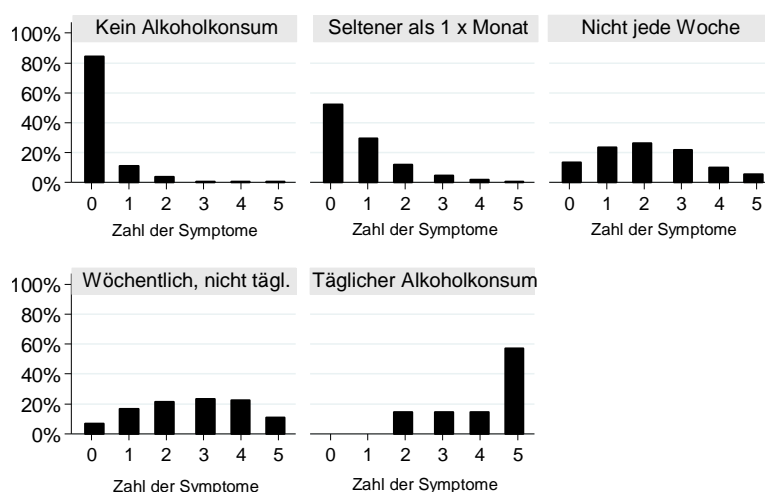 Kein Alkoholkonsum
Seltener als 1 x Monat
Nicht jede Woche
100%
80%
60%
40%
20%
0%
0 1 2 3 4 5
0 1 2 3 4 5
0 1 2 3 4 5
Zahl der Symptome
Zahl der Symptome
Zahl der Symptome
Wöchentlich, nicht tägl.
Täglicher Alkoholkonsum
100%
80%
60%
40%
20%
0%
0 1 2 3 4 5
0 1 2 3 4 5
Zahl der Symptome
Zahl der Symptome